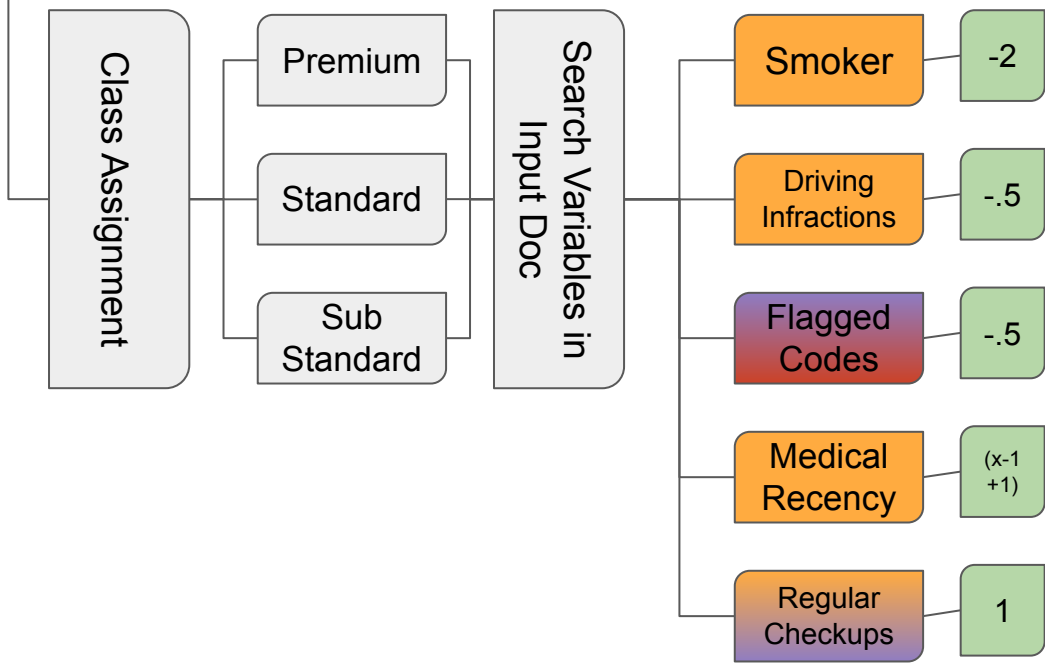 Class Assignment
Premium
Standard
Sub
Standard
Search Variables in
Input Doc
Smoker
-2
Driving
Infractions
-.5
Flagged
Codes
-.5
Medical
Recency
(x-1
+1)
Regular
Checkups
1